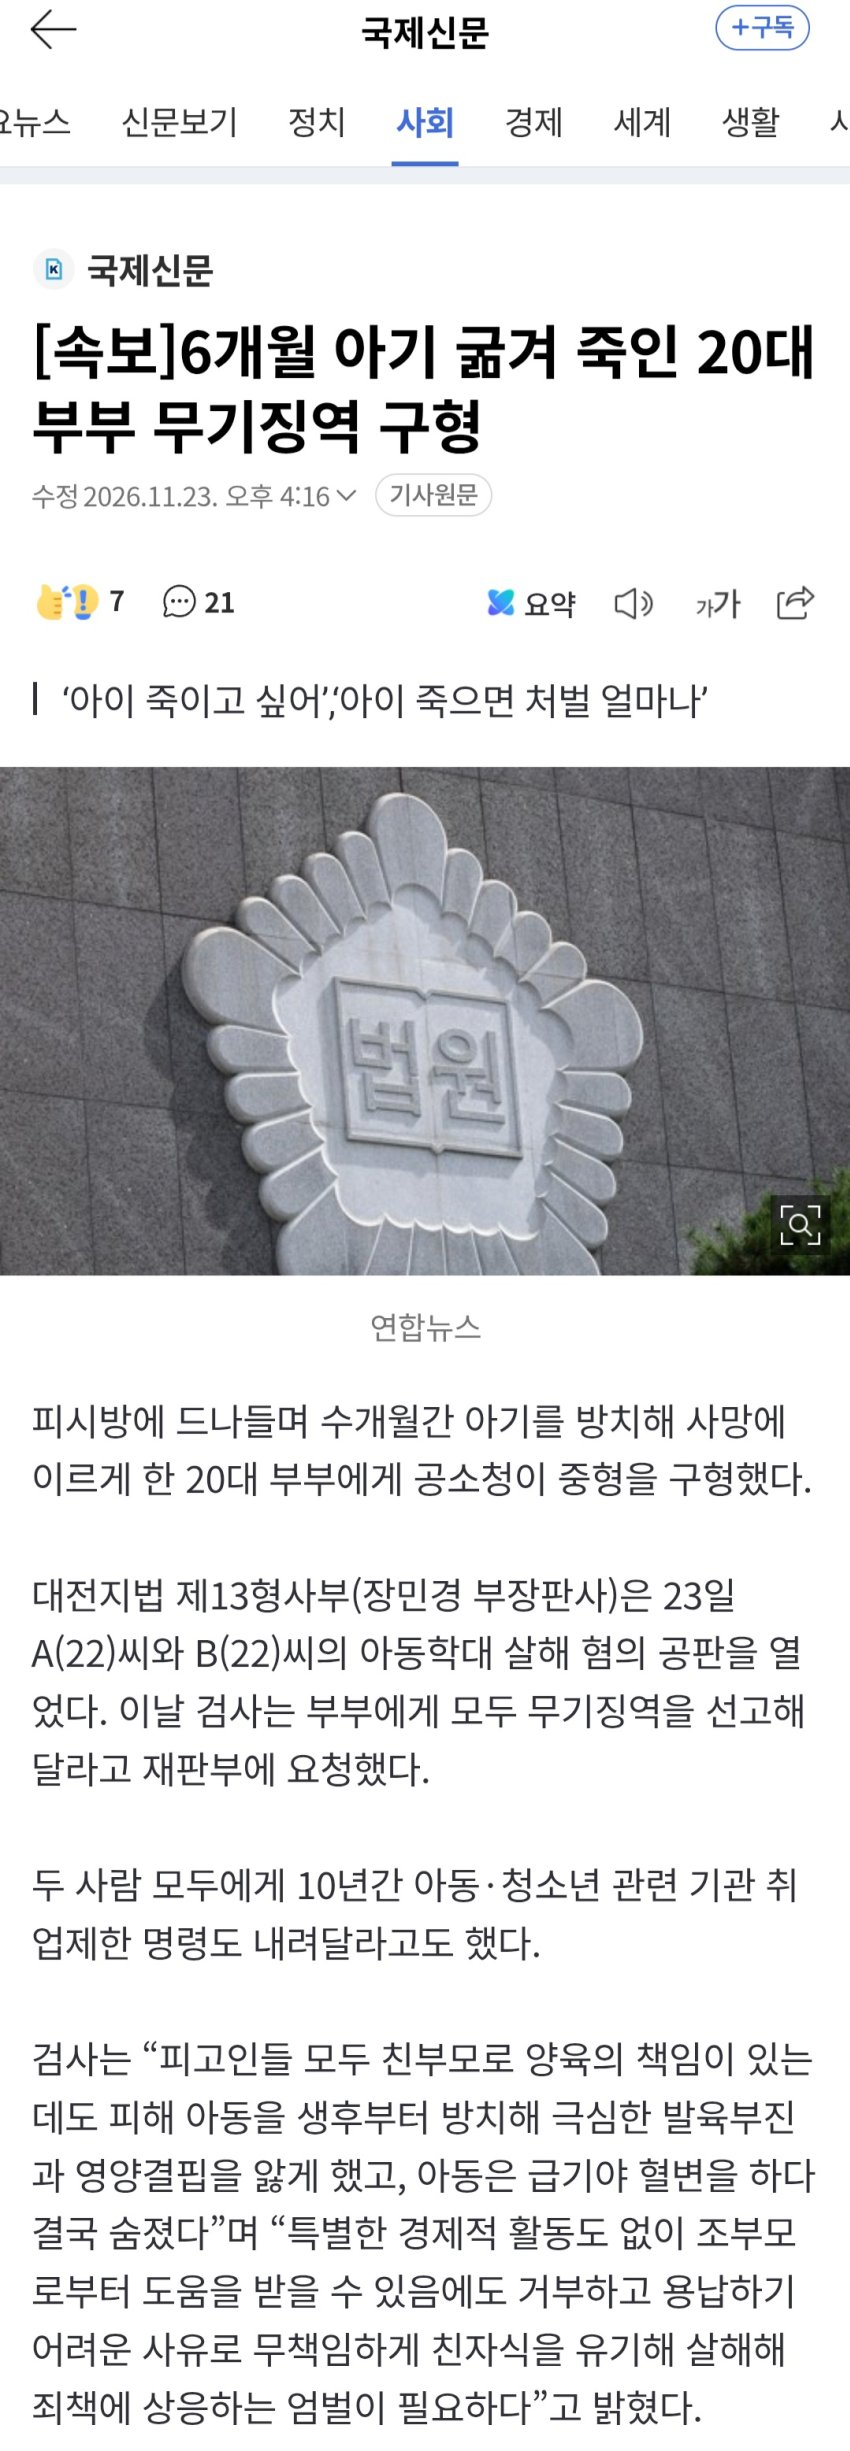 국제신문
+구독
요뉴스 신문보기 정치 사회 경제 세계 생활
국제신문
[속보]6개월 아기 굶겨 죽인 20대
부부 무기징역 구형
수정 2026.11.23. 오후 4:16 기사원문
7 21 요약 가가
‘아이 죽이고 싶어’,‘아이 죽으면 처벌 얼마나’
법원
연합뉴스
피시방에 드나들며 수개월간 아기를 방치해 사망에
이르게 한 20대 부부에게 공소청이 중형을 구형했다.
대전지법 제13형사부(장민경 부장판사)은 23일
A(22)씨와 B(22)씨의 아동학대 살해 혐의 공판을 열
었다. 이날 검사는 부부에게 모두 무기징역을 선고해
달라고 재판부에 요청했다.
두 사람 모두에게 10년간 아동·청소년 관련 기관 취
업제한 명령도 내려달라고도 했다.
검사는 “피고인들 모두 친부모로 양육의 책임이 있는
데도 피해 아동을 생후부터 방치해 극심한 발육부진
과 영양결핍을 앓게 했고, 아동은 급기야 혈변을 하다
결국 숨졌다”며 “특별한 경제적 활동도 없이 조부모
로부터 도움을 받을 수 있음에도 거부하고 용납하기
어려운 사유로 무책임하게 친자식을 유기해 살해해
죄책에 상응하는 엄벌이 필요하다”고 밝혔다.